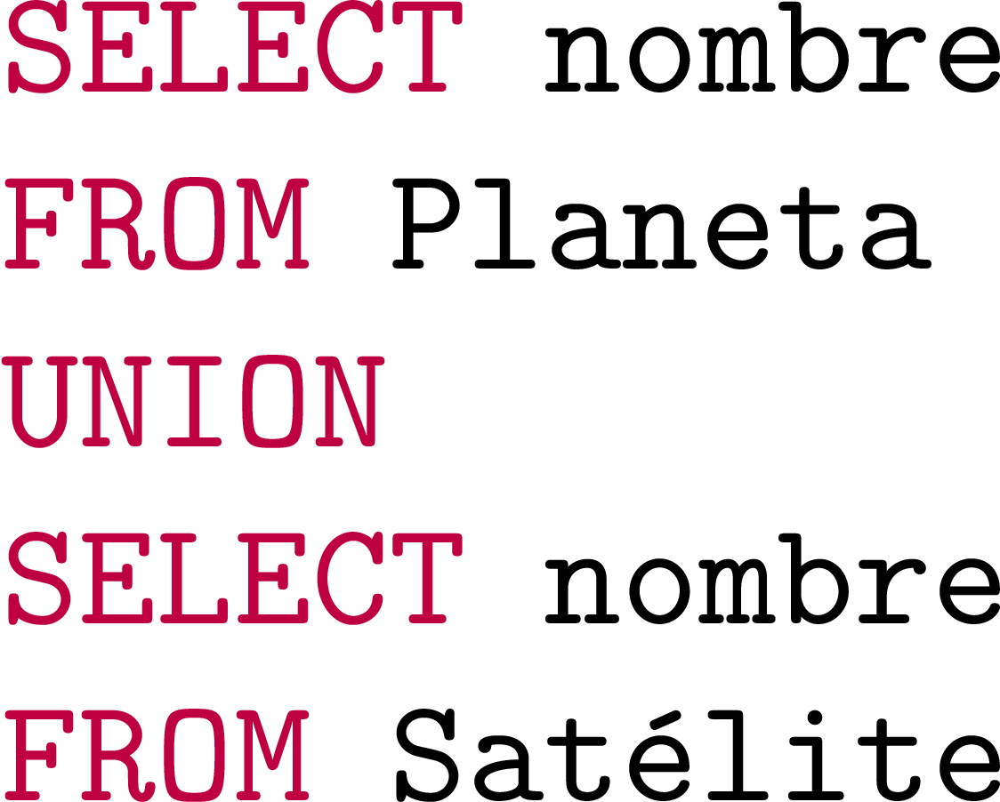 SELECT nombre
FROM Planeta
UNION
SELECT nombre
FROM Satélite